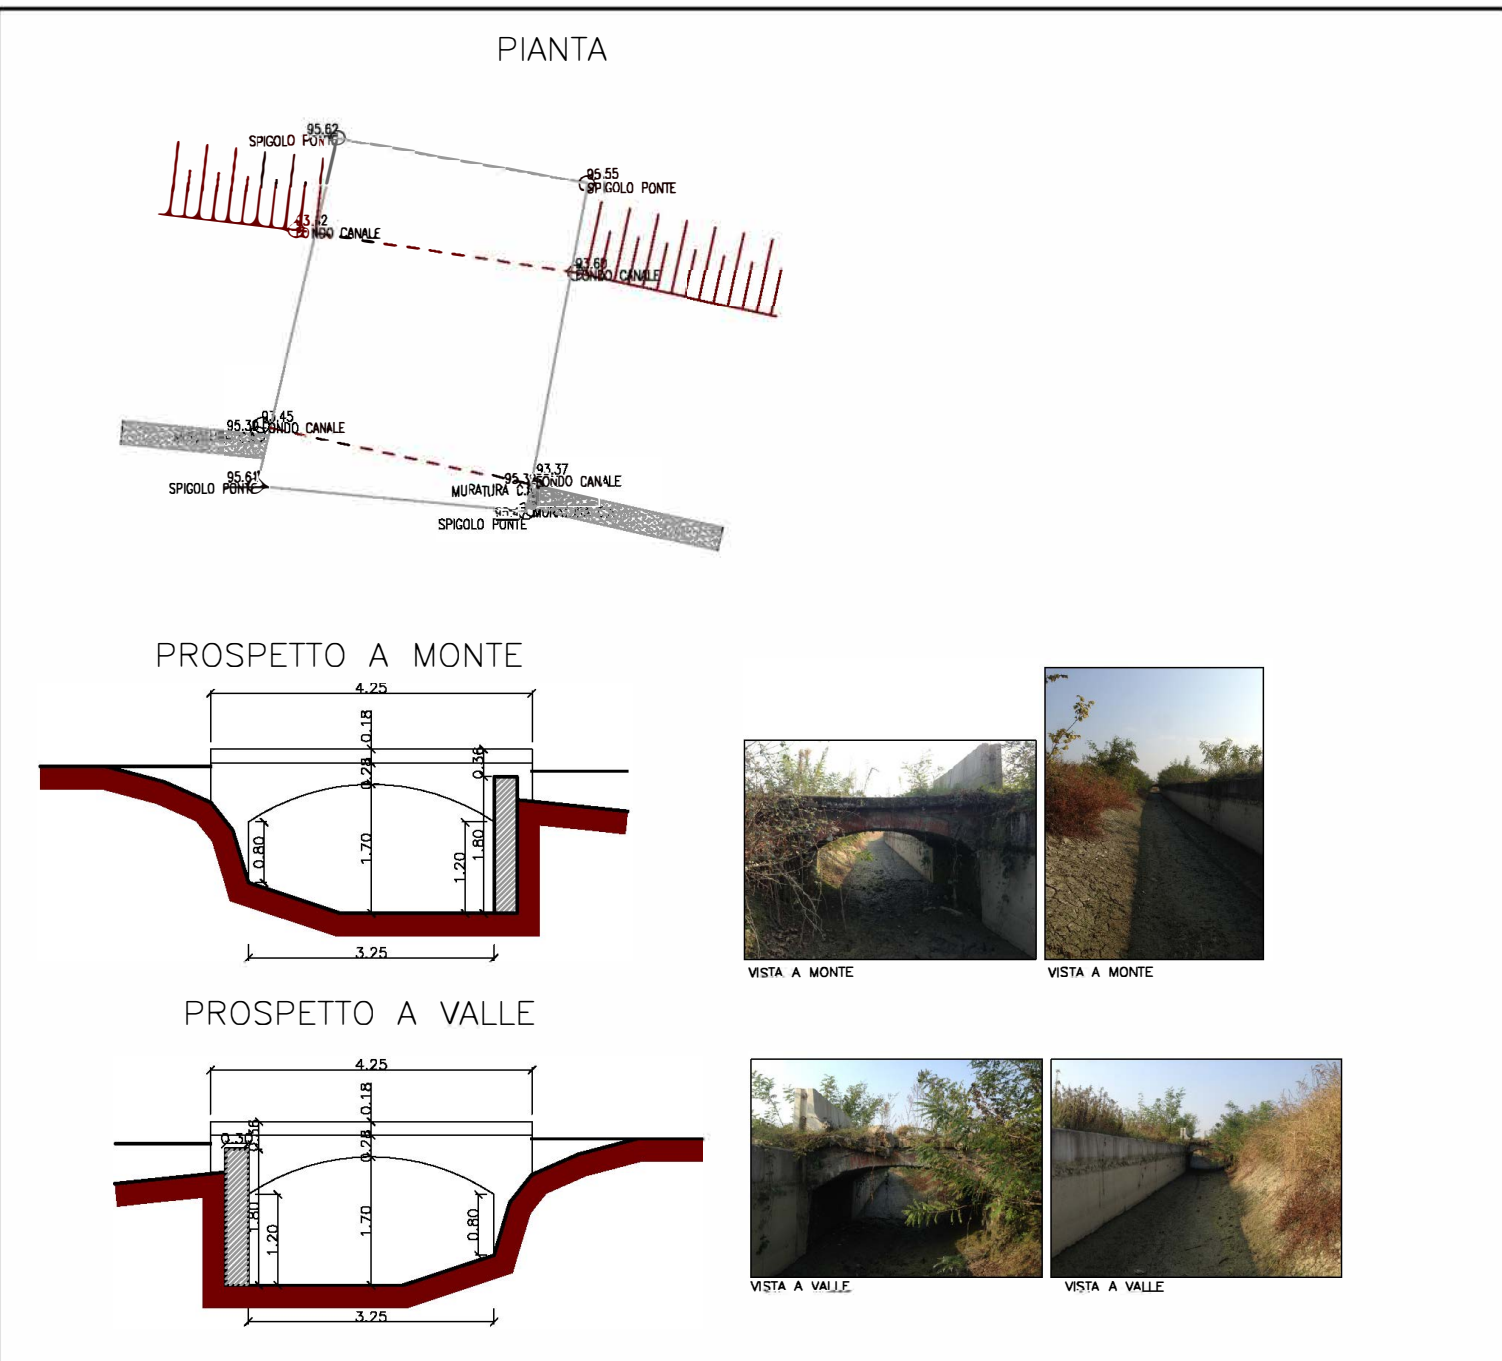 PIANTA
95.62
SPIGOLO PONTE
95.55
SPIGOLO PONTE
FONDO CANALE
93.60
FONDO CANALE
93.45
FONDO CANALE
95.61
SPIGOLO PONTE
93.37
FONDO CANALE
MURATURA
SPIGOLO PONTE
PROSPETTO A MONTE
4.25
0.18
0.28
0.36
0.80
1.70
1.20
1.80
3.25
VISTA A MONTE
VISTA A MONTE
PROSPETTO A VALLE
4.25
0.18
0.30
0.36
0.28
1.80
1.20
1.70
0.80
3.25
VISTA A VALLE
VISTA A VALLE